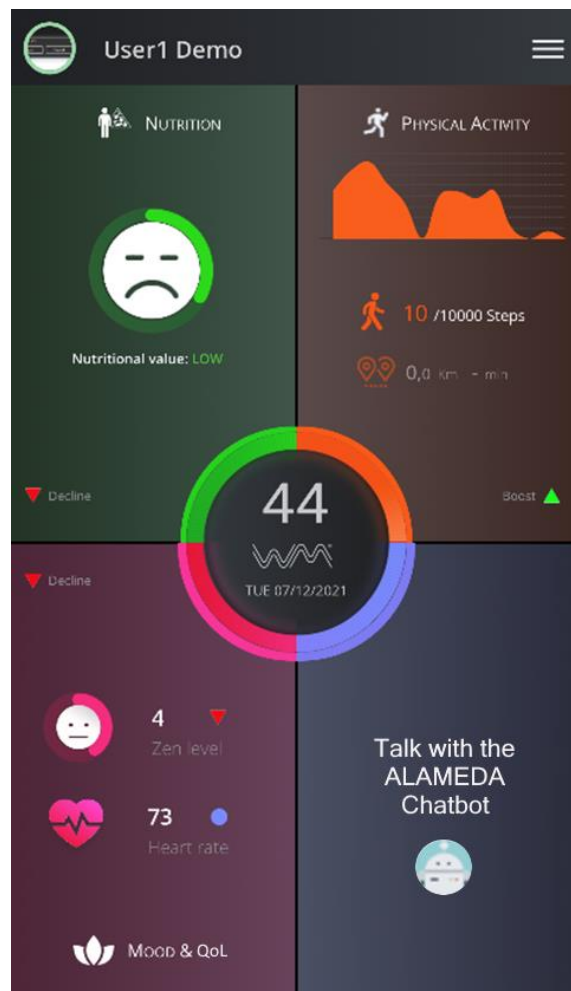 User1 Demo
NUTRITION
PHYSICAL ACTIVITY
10 /10000 Steps
Nutritional value: LOW
0,0 Km - min
Decline
Boost
44
WM
TUE 07/12/2021
Decline
4
Zen level
73
Heart rate
Talk with the
ALAMEDA
Chatbot
MOOD & QOL